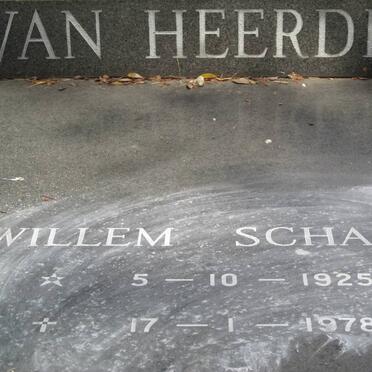 VAN HEERD
WILLEM SCHA
☆ 5 — 10 — 1925
✝ 17 — 1 — 1978